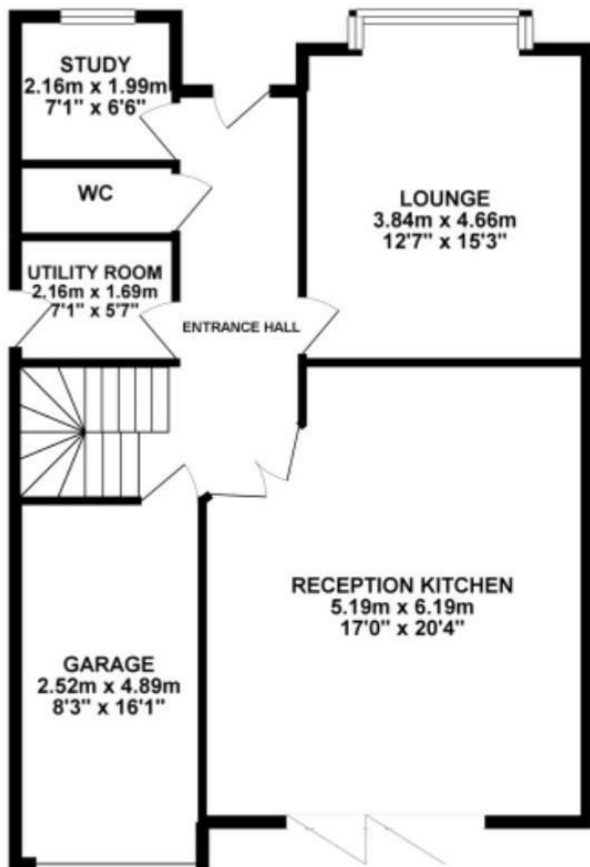 STUDY
2.16m x 1.99m
7'1" x 6'6"
WC
UTILITY ROOM
2.16m x 1.69m
7'1" x 5'7"
ENTRANCE HALL
LOUNGE
3.84m x 4.66m
12'7" x 15'3"
RECEPTION KITCHEN
5.19m x 6.19m
17'0" x 20'4"
GARAGE
2.52m x 4.89m
8'3" x 16'1"